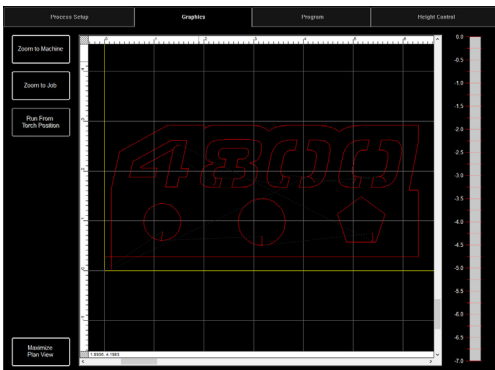 Process Setup
Graphics
Program
Height Control
Zoom to Machine
Zoom to Job
Run From
Torch Position
Maximize
Plan View
4800
0.0
-0.5
-1.0
-1.5
-2.0
-2.5
-3.0
-3.5
-4.0
-4.5
-5.0
-5.5
-6.0
-6.5
-7.0